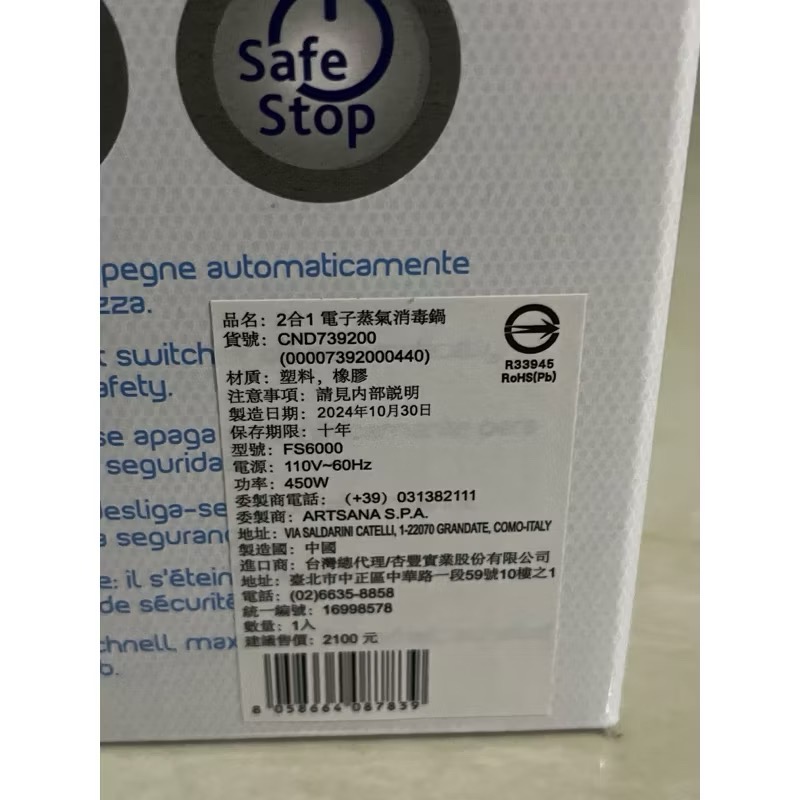 Safe
Stop
pegne automaticamente
zza.
switch
afety.
se apaga
segurida
esliga-se
a seguran
e: il s'étein
de sécurité
chnell, max
品名: 2合1 電子蒸氣消毒鍋
貨號: CND739200
(00007392000440)
材質: 塑料, 橡膠
注意事項: 請見內部說明
製造日期: 2024年10月30日
保存期限: 十年
型號: FS6000
電源: 110V~60Hz
功率: 450W
委製商電話: (+39) 031382111
委製商: ARTSANA S.P.A.
地址: VIA SALDARINI CATELLI, 1-22070 GRANDATE, COMO-ITALY
製造國: 中國
進口商: 台灣總代理/杏豐實業股份有限公司
地址: 臺北市中正區中華路一段59號10樓之1
電話: (02)6635-8858
統一編號: 16998578
數量: 1入
建議售價: 2100 元
8 058664 087839
R33945
RoHS(Pb)